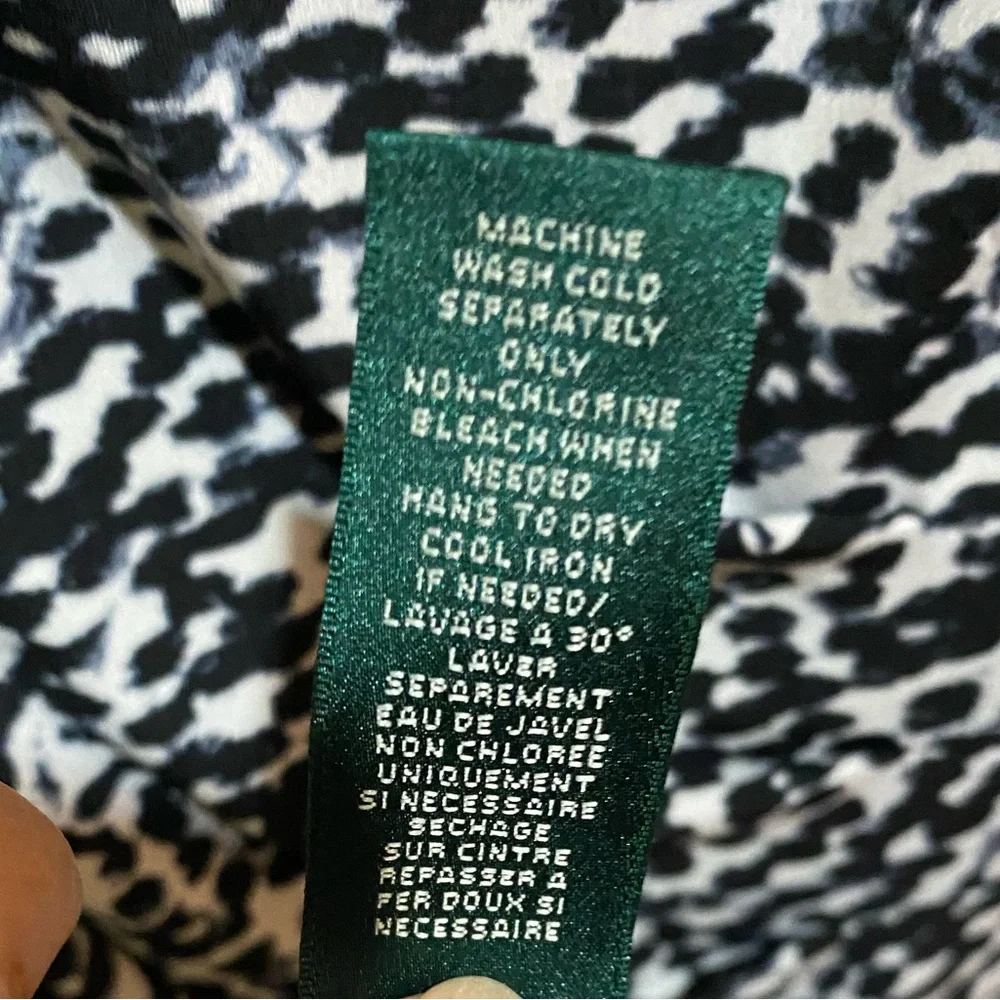 MACHINE
WASH COLD
SEPARATELY
ONLY
NON-CHLORINE
BLEACH WHEN
NEEDED
HANG TO DRY
COOL IRON
IF NEEDED/
LAVAGE A 30°
LAVER
SEPAREMENT
EAU DE JAVEL
NON CHLOREE
UNIQUEMENT
SI NECESSAIRE
SECHAGE
SUR CINTRE
REPASSER A
FER DOUX SI
NECESSAIRE